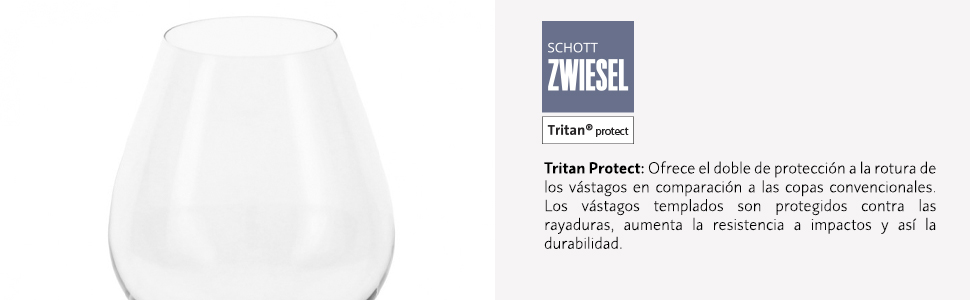 SCHOTT
ZWIESEL
Tritan® protect
Tritan Protect: Ofrece el doble de protección a la rotura de
los vástagos en comparación a las copas convencionales.
Los vástagos templados son protegidos contra las
rayaduras, aumenta la resistencia a impactos y así la
durabilidad.